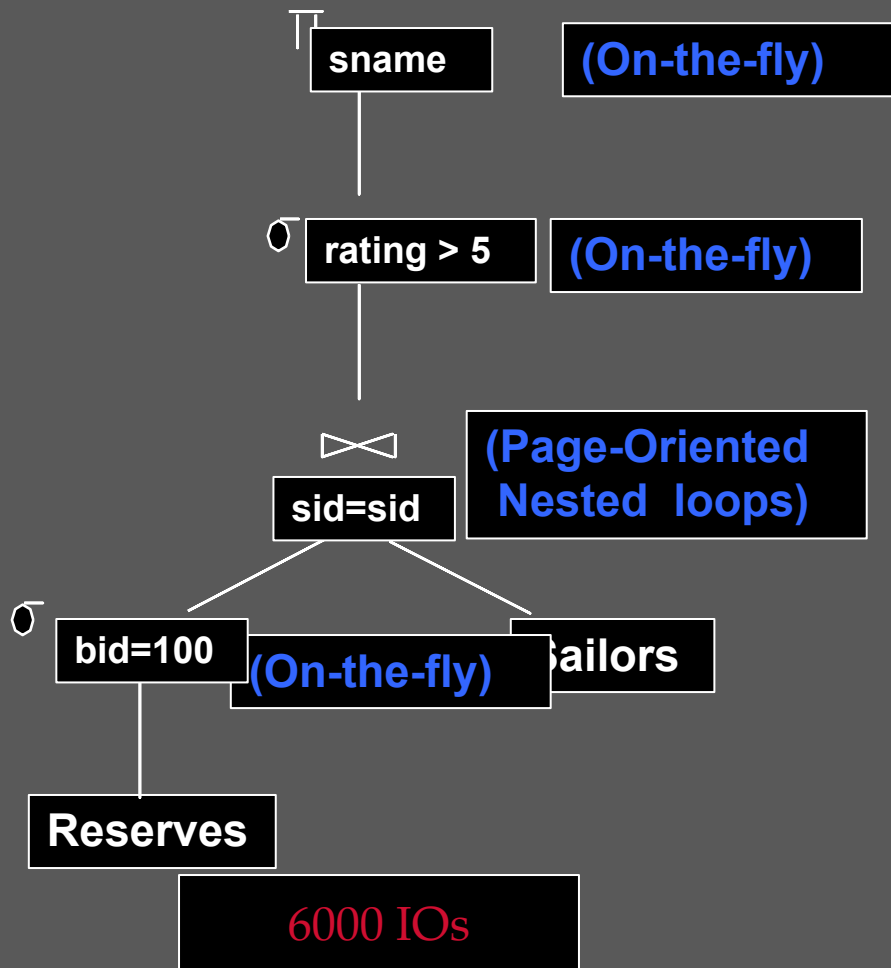 π sname (On-the-fly)
σ rating > 5 (On-the-fly)
⋈
(Page-Oriented
sid=sid Nested loops)
σ bid=100 (On-the-fly) Sailors
Reserves
6000 IOs